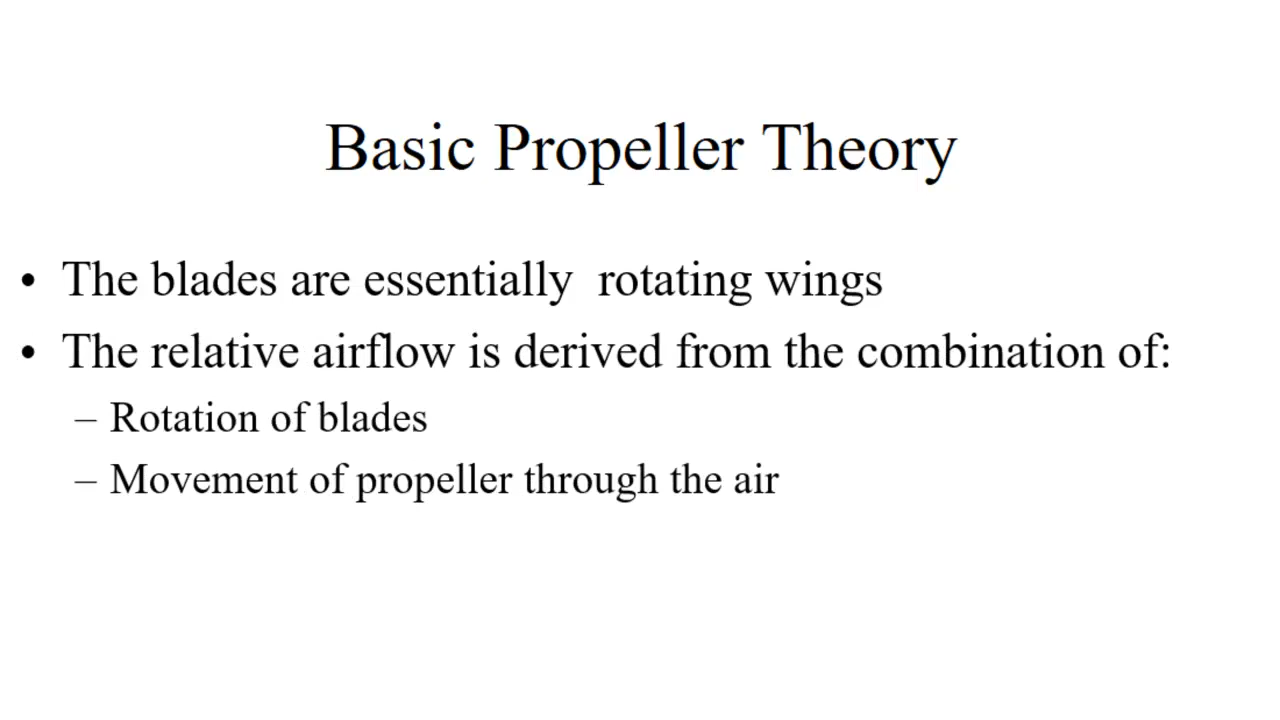 Basic Propeller Theory
• The blades are essentially  rotating wings
• The relative airflow is derived from the combination of:
– Rotation of blades
– Movement of propeller through the air